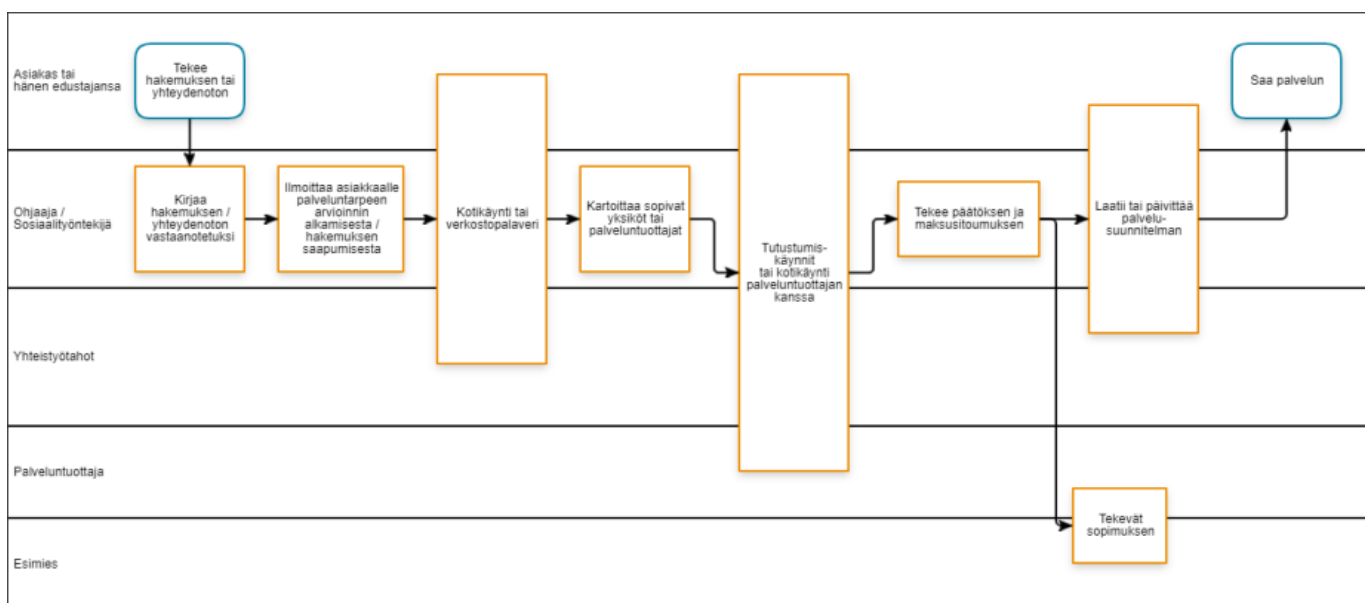 Asiakas tai
hänen edustajansa
Tekee
hakemuksen tai
yhteydenoton
Saa palvelun
Ohjaaja /
Sosiaalityöntekijä
Kirjaa
hakemuksen /
yhteydenoton
vastaanotetuksi
Ilmoittaa asiakkaalle
palveluntarpeen
arvioinnin
alkamisesta /
hakemuksen
saapumisesta
Kotikäynti tai
verkostopalaveri
Kartoittaa sopivat
yksiköt tai
palveluntuottajat
Tutustumis-
käynnit
tai kotikäynti
palveluntuottajan
kanssa
Tekee päätöksen ja
maksusitoumuksen
Laatii tai päivittää
palvelu-
suunnitelman
Yhteistyötahot
Palveluntuottaja
Tekevät
sopimuksen
Esimies